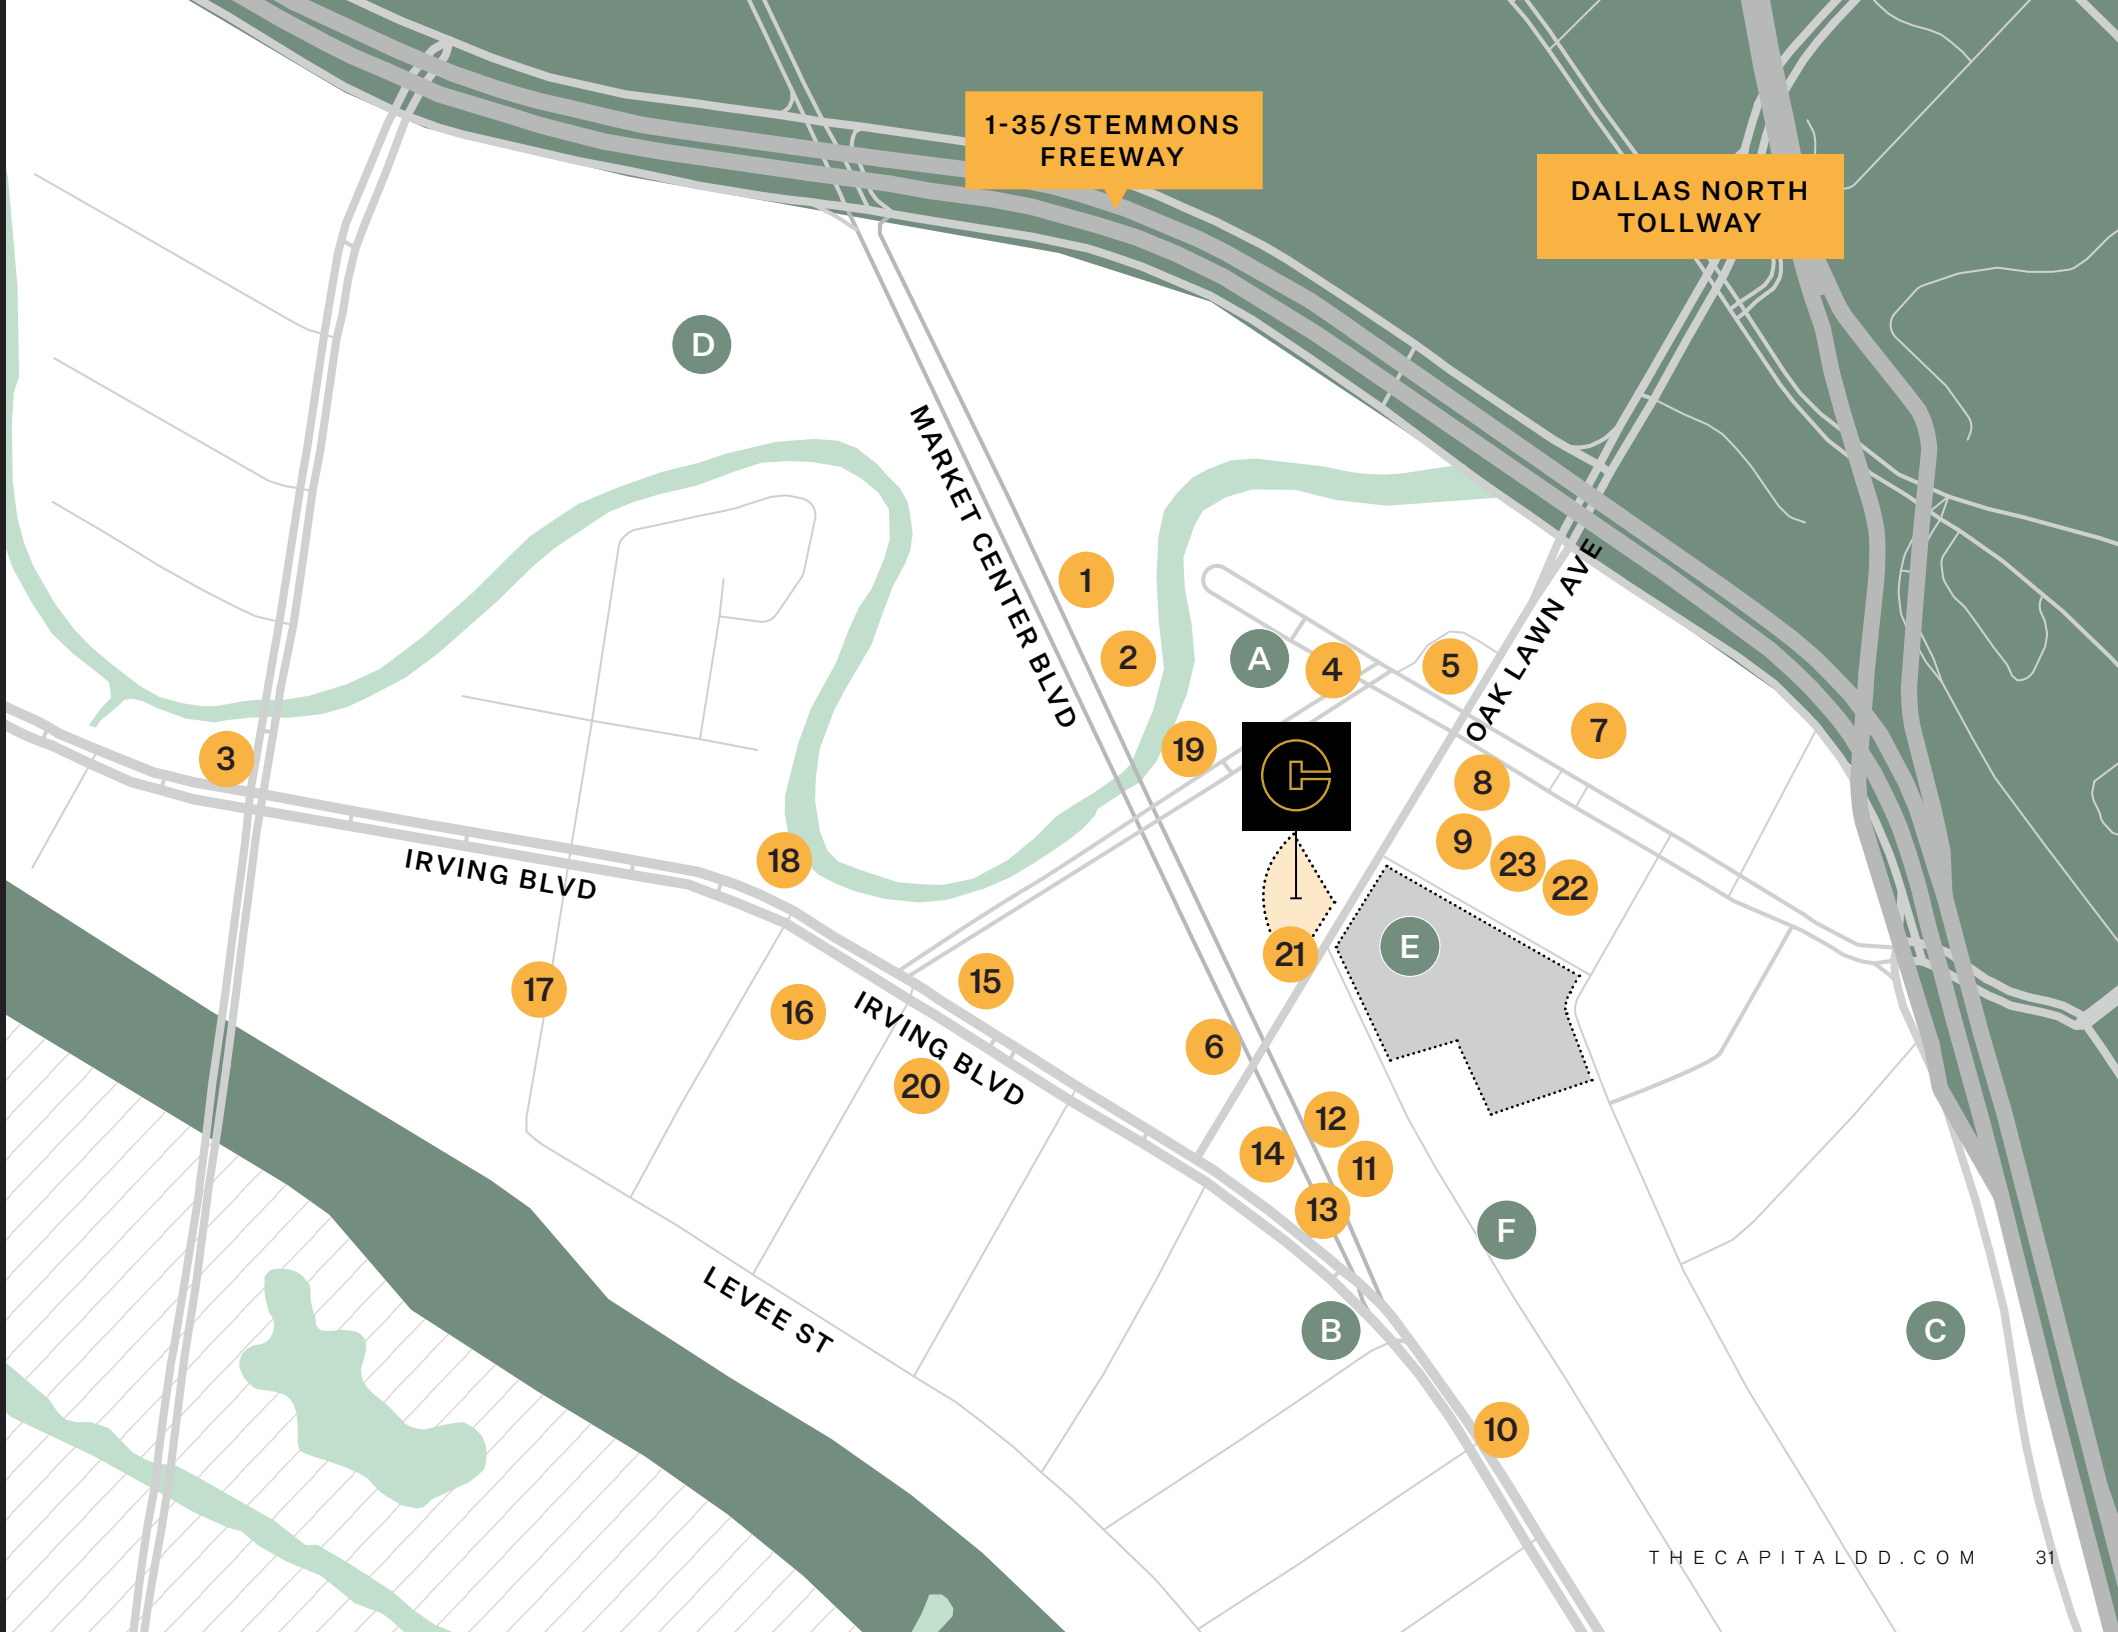 1-35/STEMMONS
FREEWAY
DALLAS NORTH
TOLLWAY
D
MARKET CENTER BLVD
OAK LAWN AVE
1
2
A
4
5
7
19
3
8
9
23
22
18
IRVING BLVD
E
21
17
15
16
IRVING BLVD
6
20
12
14
11
13
F
LEVEE ST
B
C
10
THECAPITALDD.COM 31